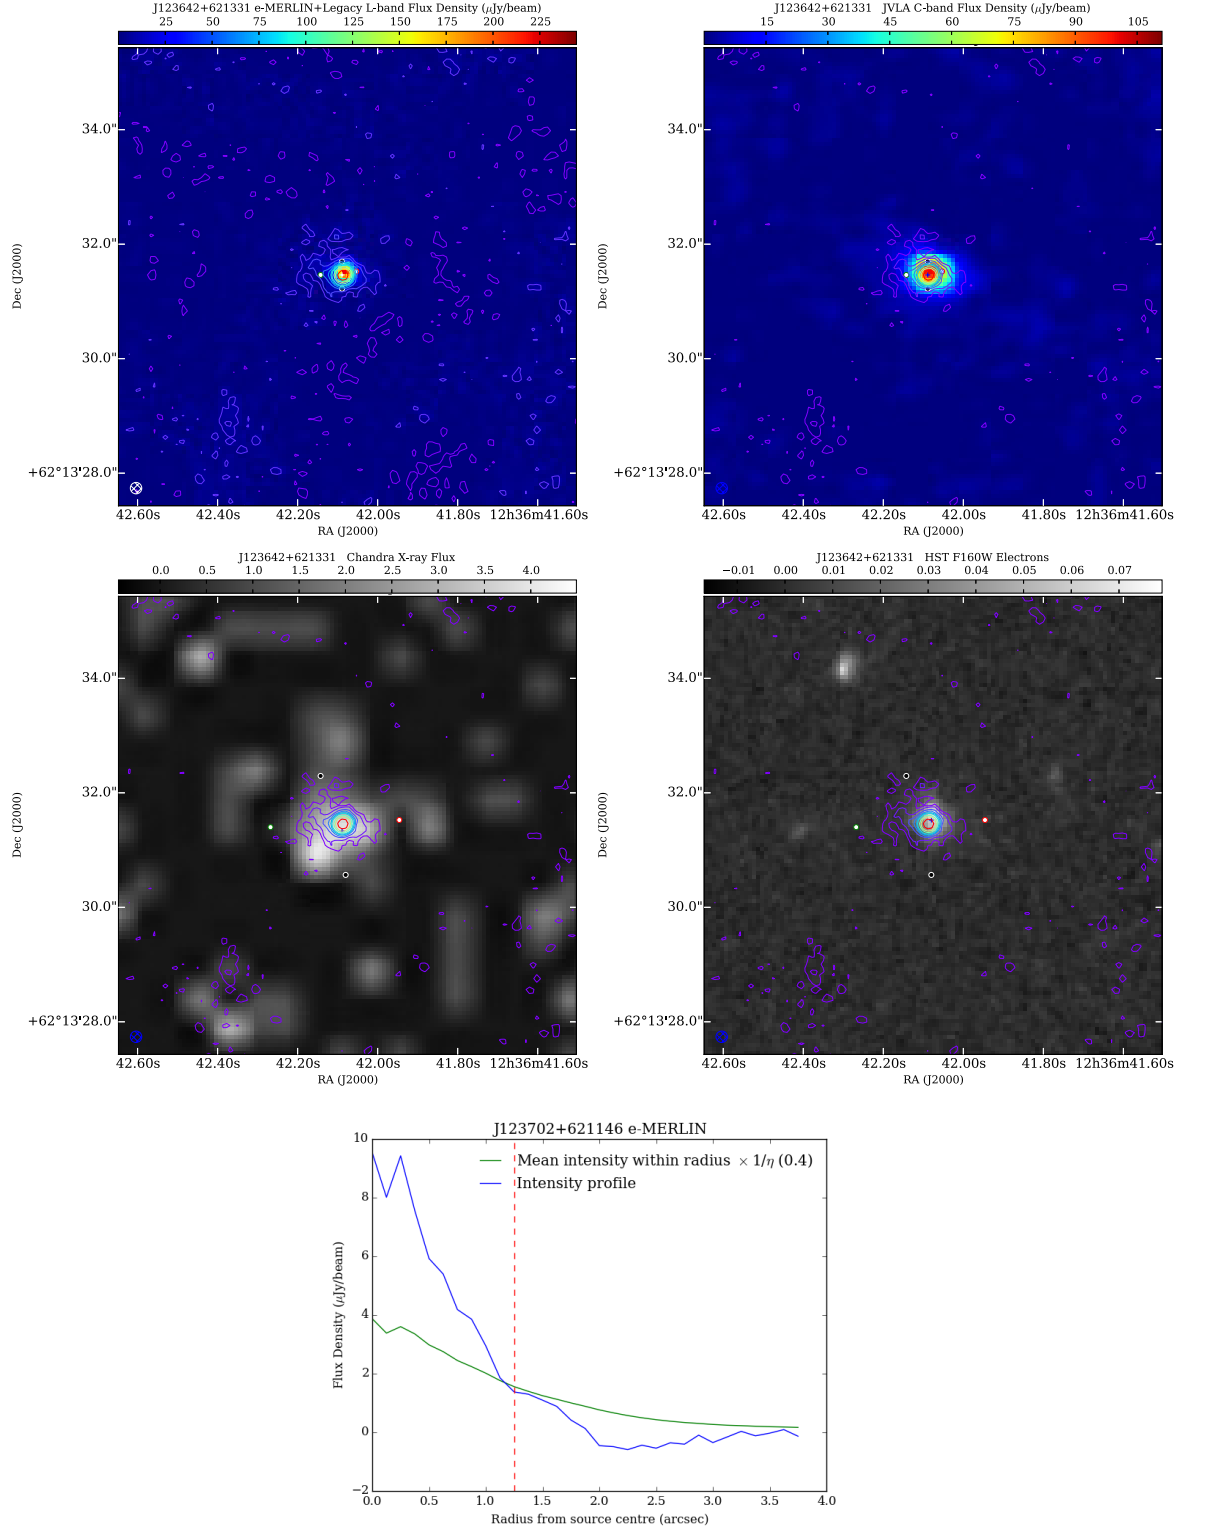 J123642+621331 e-MERLIN+Legacy L-band Flux Density (μJy/beam)
25 50 75 100 125 150 175 200 225
34.0"
32.0"
30.0"
+62°13'28.0"
Dec (J2000)
42.60s 42.40s 42.20s 42.00s 41.80s 12h36m41.60s
RA (J2000)
J123642+621331 JVLA C-band Flux Density (μJy/beam)
15 30 45 60 75 90 105
34.0"
32.0"
30.0"
+62°13'28.0"
Dec (J2000)
42.60s 42.40s 42.20s 42.00s 41.80s 12h36m41.60s
RA (J2000)
J123642+621331 Chandra X-ray Flux
0.0 0.5 1.0 1.5 2.0 2.5 3.0 3.5 4.0
34.0"
32.0"
30.0"
+62°13'28.0"
Dec (J2000)
42.60s 42.40s 42.20s 42.00s 41.80s 12h36m41.60s
RA (J2000)
J123642+621331 HST F160W Electrons
−0.01 0.00 0.01 0.02 0.03 0.04 0.05 0.06 0.07
34.0"
32.0"
30.0"
+62°13'28.0"
Dec (J2000)
42.60s 42.40s 42.20s 42.00s 41.80s 12h36m41.60s
RA (J2000)
J123702+621146 e-MERLIN
Mean intensity within radius × 1/η (0.4)
Intensity profile
10
8
6
4
2
0
−2
Flux Density (μJy/beam)
0.0 0.5 1.0 1.5 2.0 2.5 3.0 3.5 4.0
Radius from source centre (arcsec)